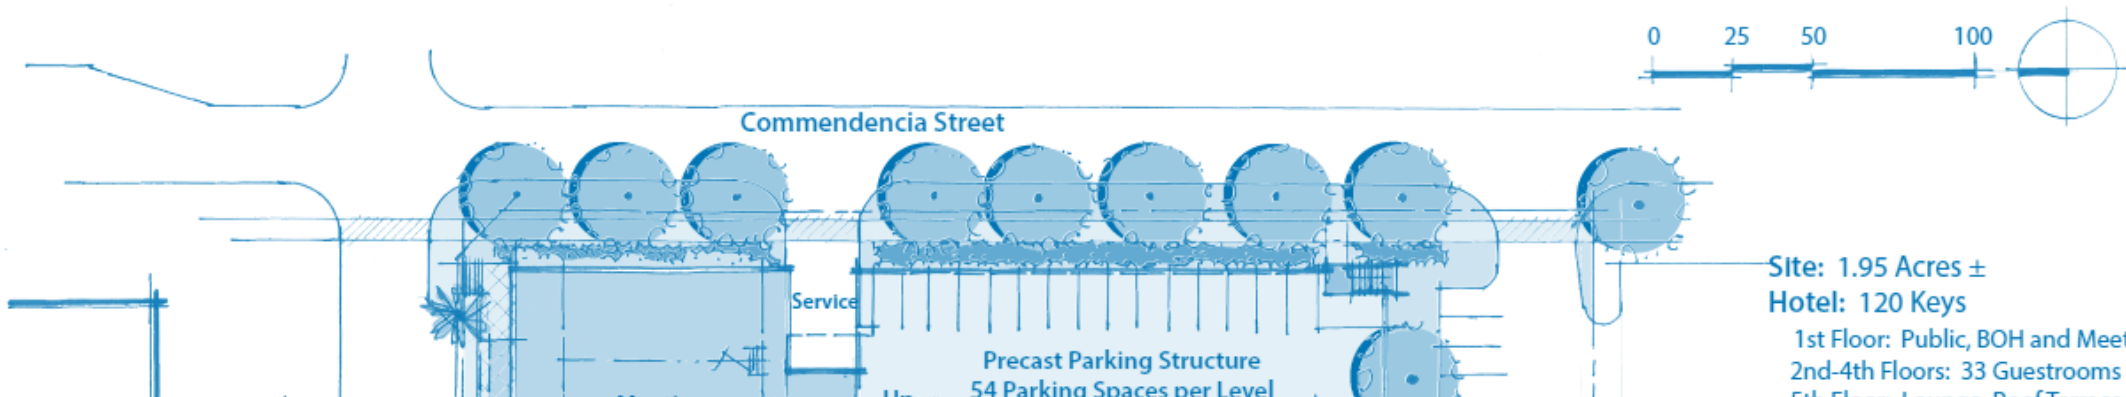 0 25 50 100
Commendencia Street
Site: 1.95 Acres ±
Hotel: 120 Keys
Service
1st Floor: Public, BOH and Meet
2nd-4th Floors: 33 Guestrooms
Precast Parking Structure
54 Parking Spaces per Level